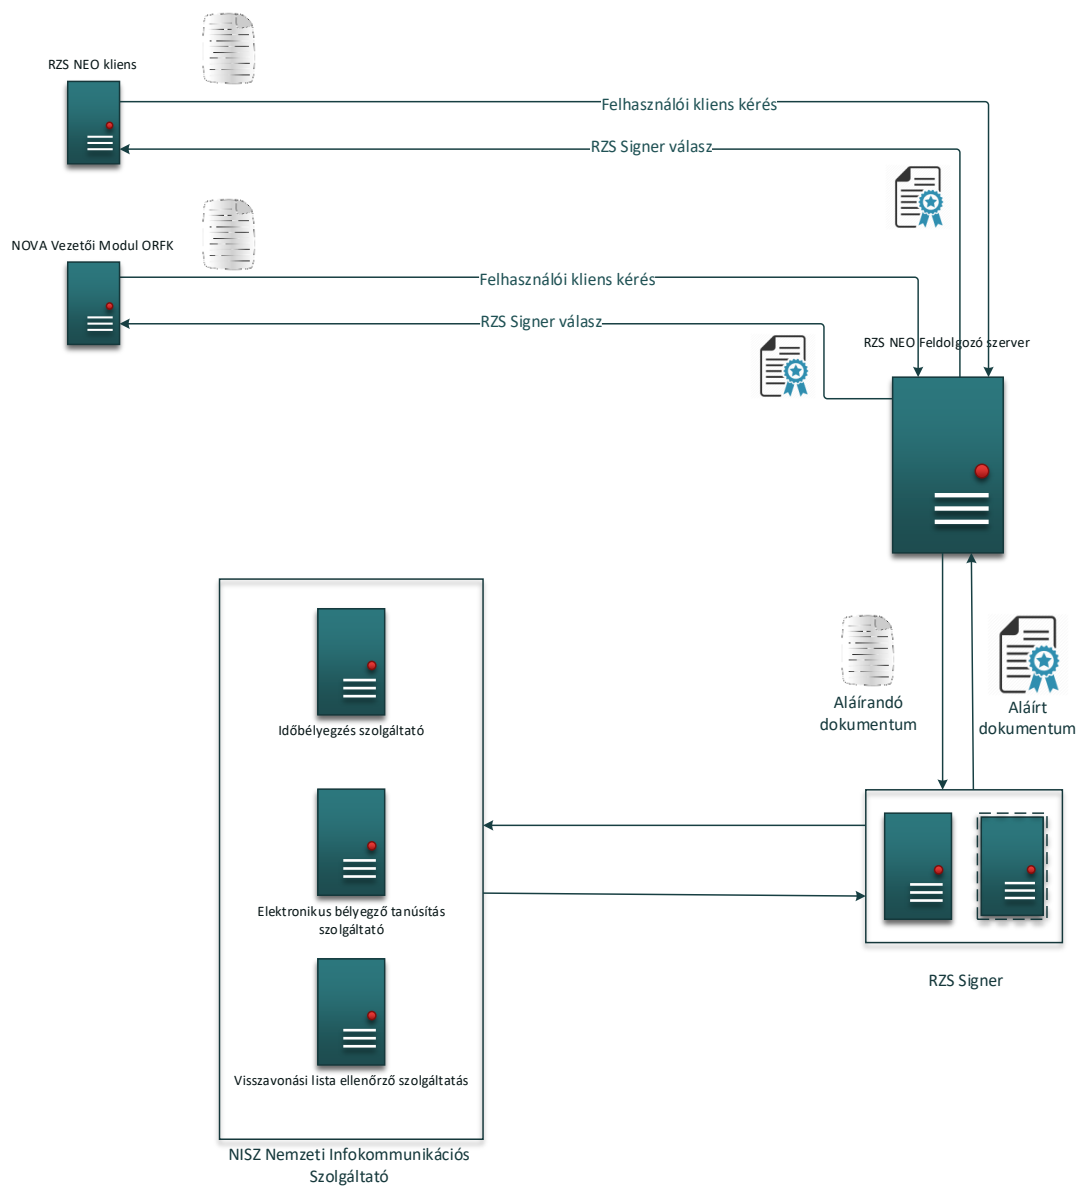 RZS NEO kliens
Felhasználói kliens kérés
RZS Signer válasz
NOVA Vezetői Modul ORFK
Felhasználói kliens kérés
RZS Signer válasz
RZS NEO Feldolgozó szerver
Aláírandó
dokumentum
Aláírt
dokumentum
Időbélyegzés szolgáltató
Elektronikus bélyegző tanúsítás
szolgáltató
Visszavonási lista ellenőrző szolgáltatás
RZS Signer
NISZ Nemzeti Infokommunikációs
Szolgáltató